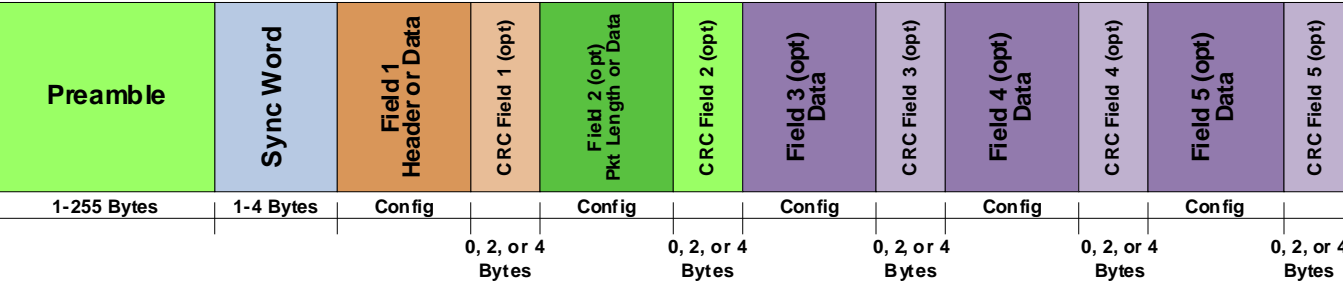 Preamble
Sync Word
Field 1
Header or Data
CRC Field 1 (opt)
Field 2 (opt)
Pkt Length or Data
CRC Field 2 (opt)
Field 3 (opt)
Data
CRC Field 3 (opt)
Field 4 (opt)
Data
CRC Field 4 (opt)
Field 5 (opt)
Data
CRC Field 5 (opt)
1-255 Bytes
1-4 Bytes
Config
Config
Config
Config
Config
0, 2, or 4
Bytes
0, 2, or 4
Bytes
0, 2, or 4
Bytes
0, 2, or 4
Bytes
0, 2, or 4
Bytes